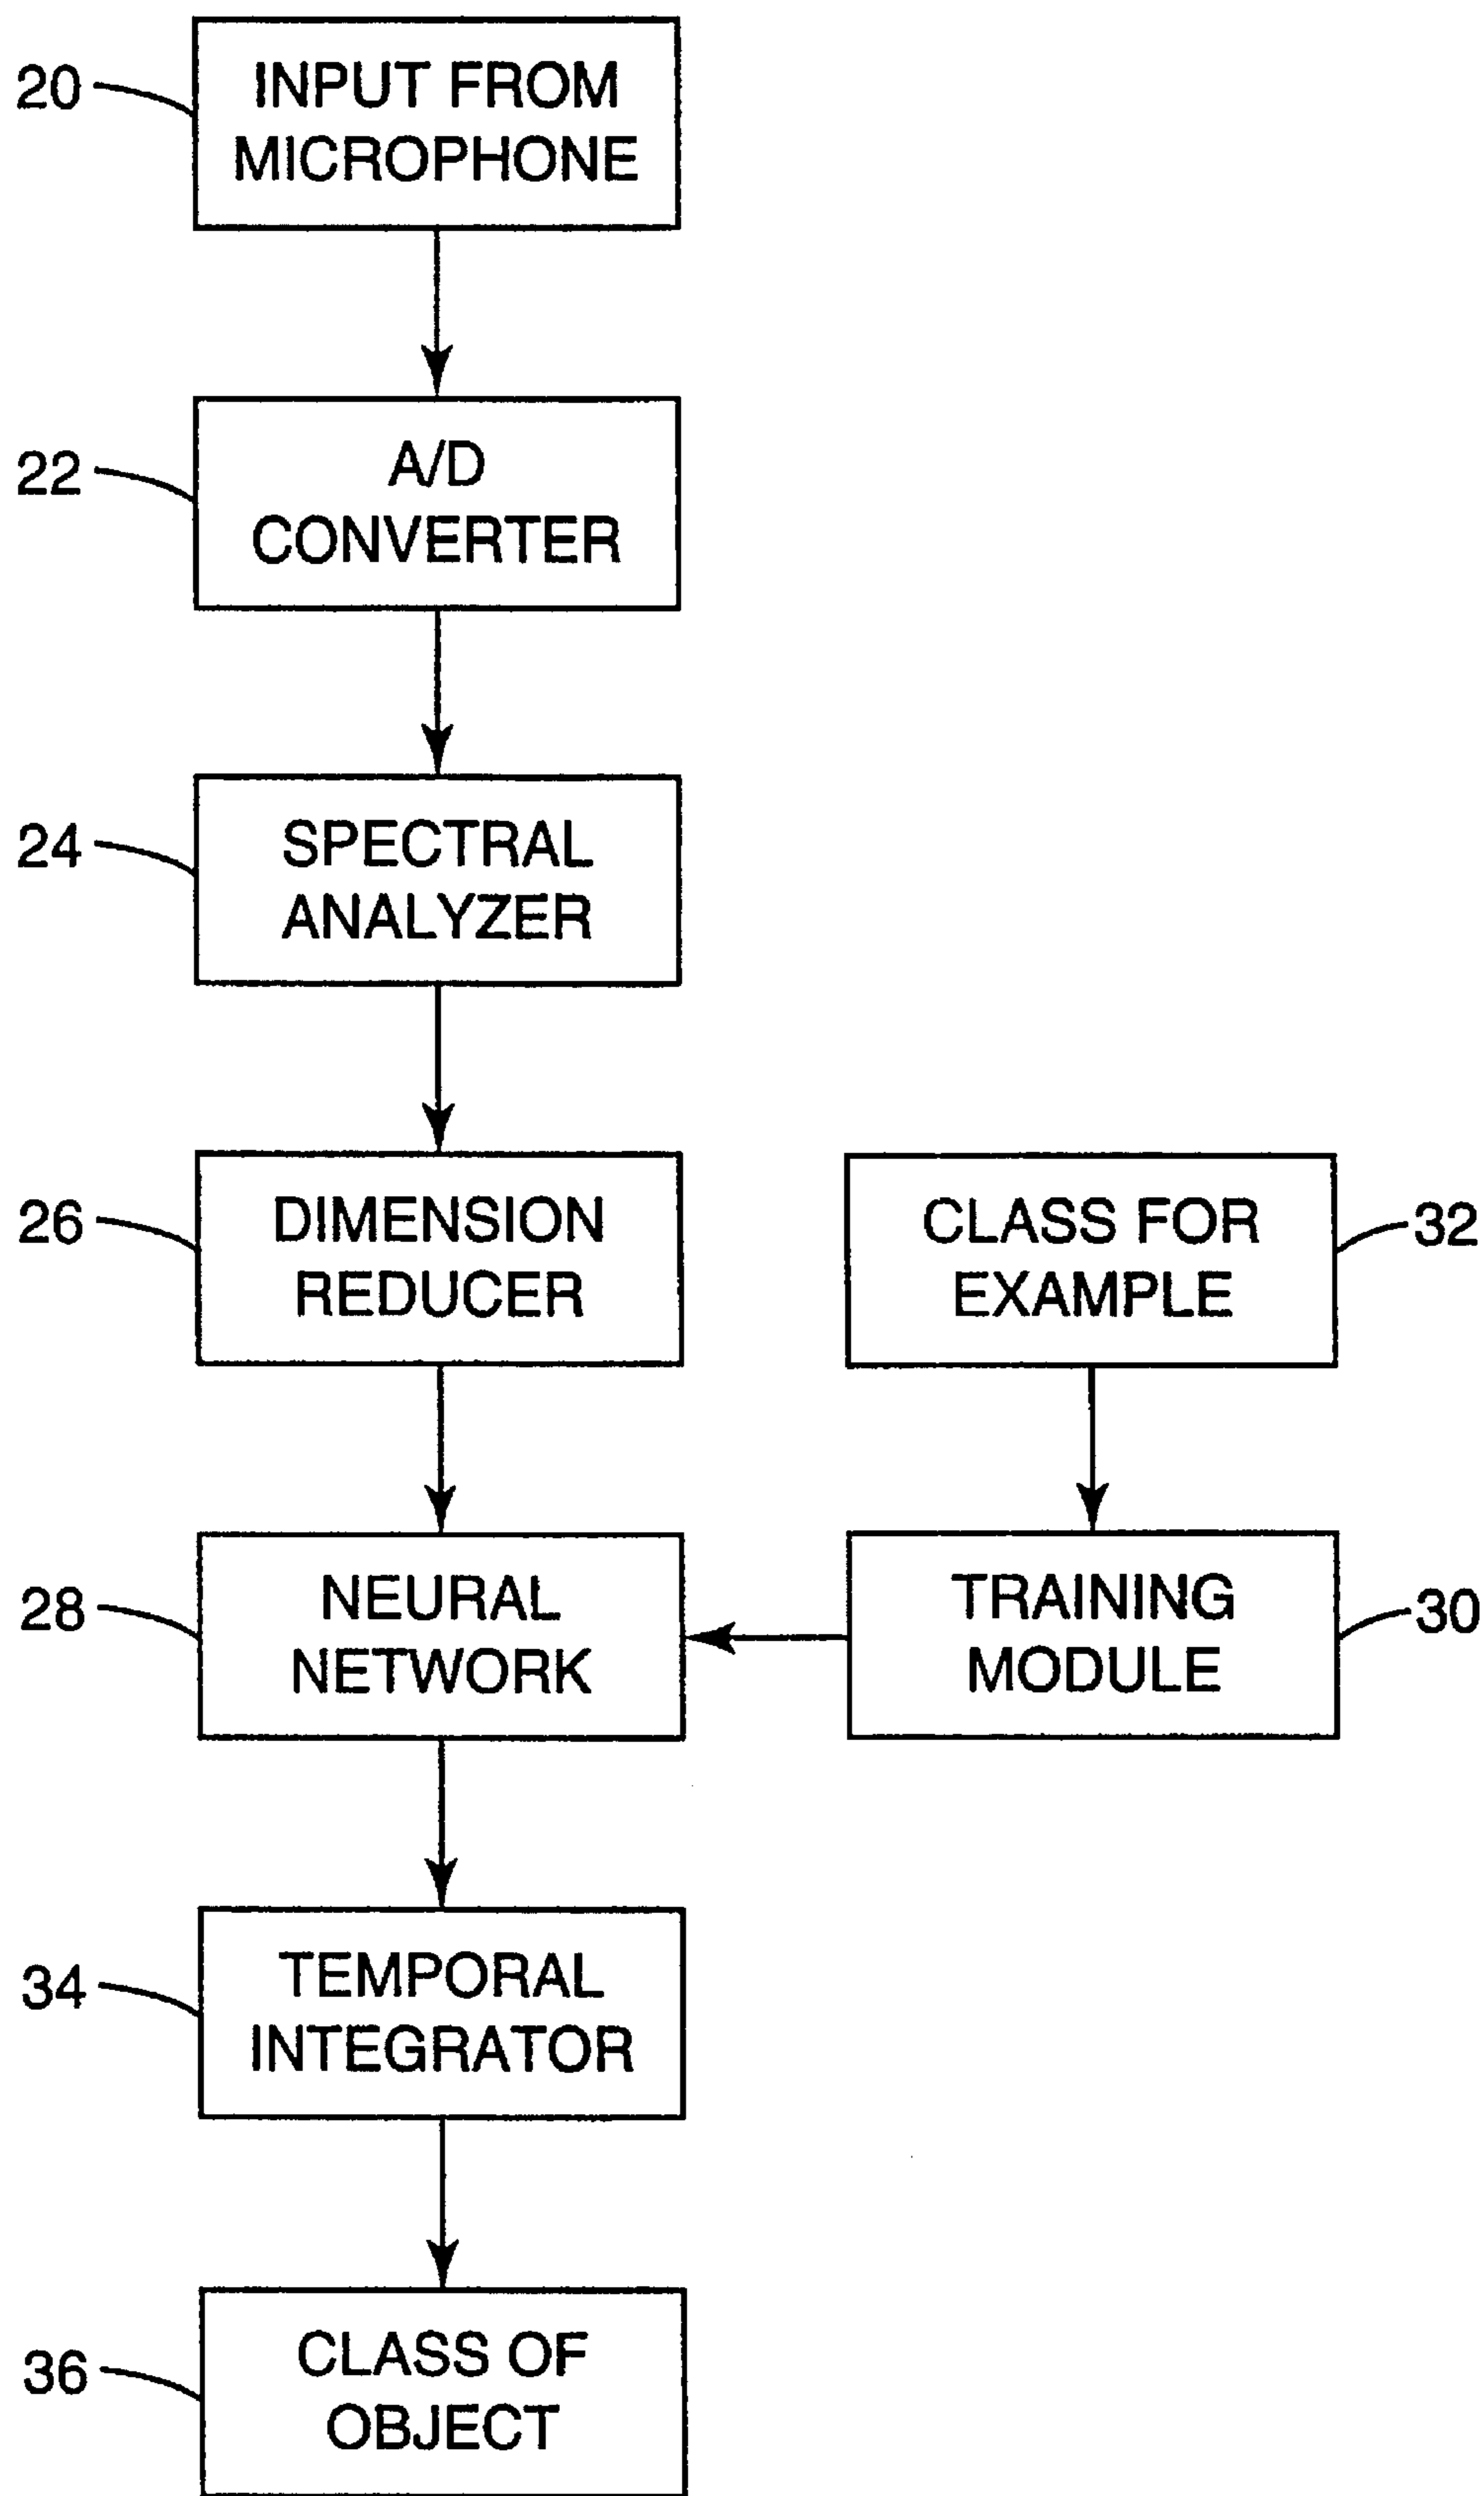 20
INPUT FROM
MICROPHONE
22
A/D
CONVERTER
24
SPECTRAL
ANALYZER
26
DIMENSION
REDUCER
CLASS FOR
EXAMPLE
32
28
NEURAL
NETWORK
TRAINING
MODULE
30
34
TEMPORAL
INTEGRATOR
36
CLASS OF
OBJECT